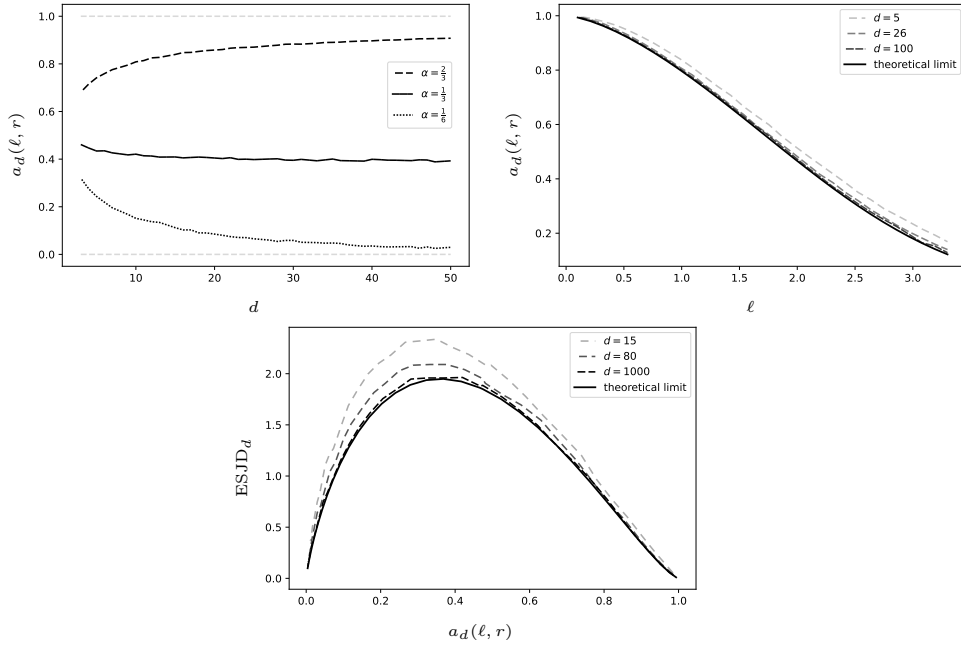 1.0
0.8
0.6
0.4
0.2
0.0
a_d(ℓ, r)
α = 2/3
α = 1/3
α = 1/6
10 20 30 40 50
d
1.0
0.8
0.6
0.4
0.2
a_d(ℓ, r)
d = 5
d = 26
d = 100
theoretical limit
0.0 0.5 1.0 1.5 2.0 2.5 3.0
ℓ
2.0
1.5
1.0
0.5
0.0
ESJD_d
d = 15
d = 80
d = 1000
theoretical limit
0.0 0.2 0.4 0.6 0.8 1.0
a_d(ℓ, r)